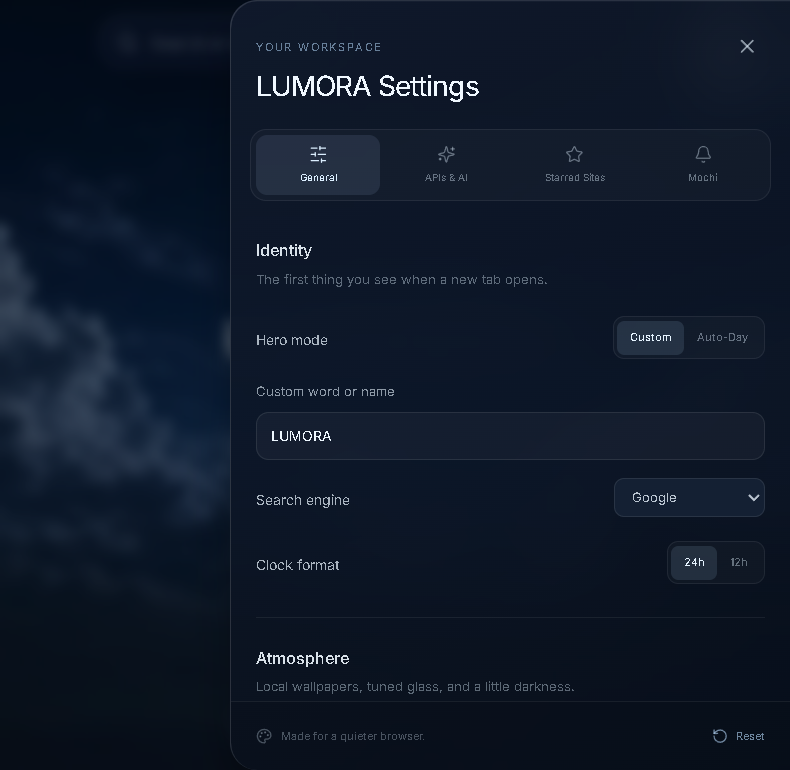 YOUR WORKSPACE
LUMORA Settings
General
APIs & AI
Starred Sites
Mochi
Identity
The first thing you see when a new tab opens.
Hero mode
Custom
Auto-Day
Custom word or name
LUMORA
Search engine
Google
Clock format
24h
12h
Atmosphere
Local wallpapers, tuned glass, and a little darkness.
Made for a quieter browser.
Reset